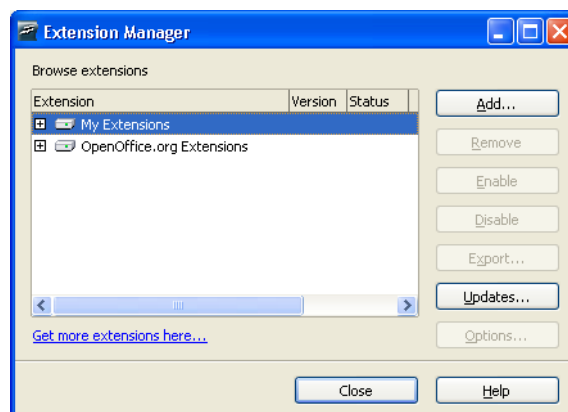 Extension Manager
Browse extensions
Extension Version Status
My Extensions
OpenOffice.org Extensions
Add...
Remove
Enable
Disable
Export...
Updates...
Options...
Get more extensions here...
Close
Help